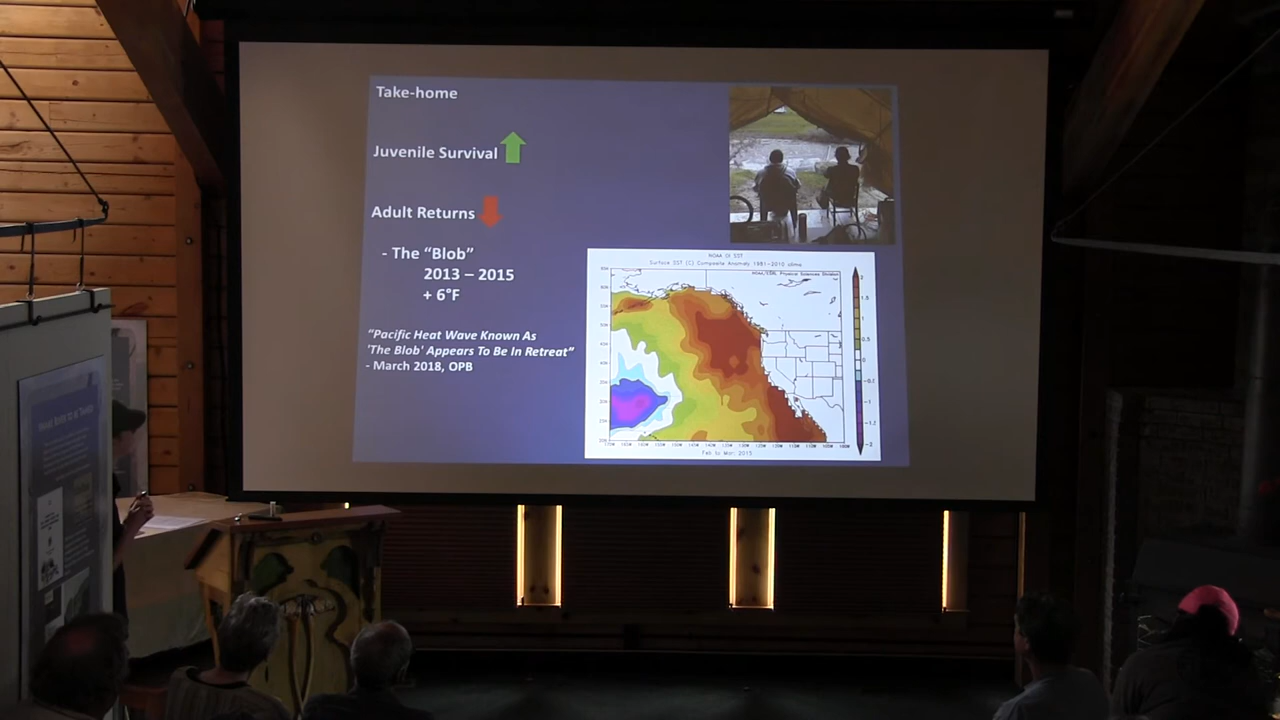 Take-home
Juvenile Survival
Adult Returns
- The “Blob”
2013 – 2015
+ 6°F
“Pacific Heat Wave Known As
'The Blob' Appears To Be In Retreat”
- March 2018, OPB
NOAA OI SST
Surface SST (C) Composite Anomaly 1981-2010 climo
NOAA/ESRL Physical Sciences Division
Feb to Mar: 2015